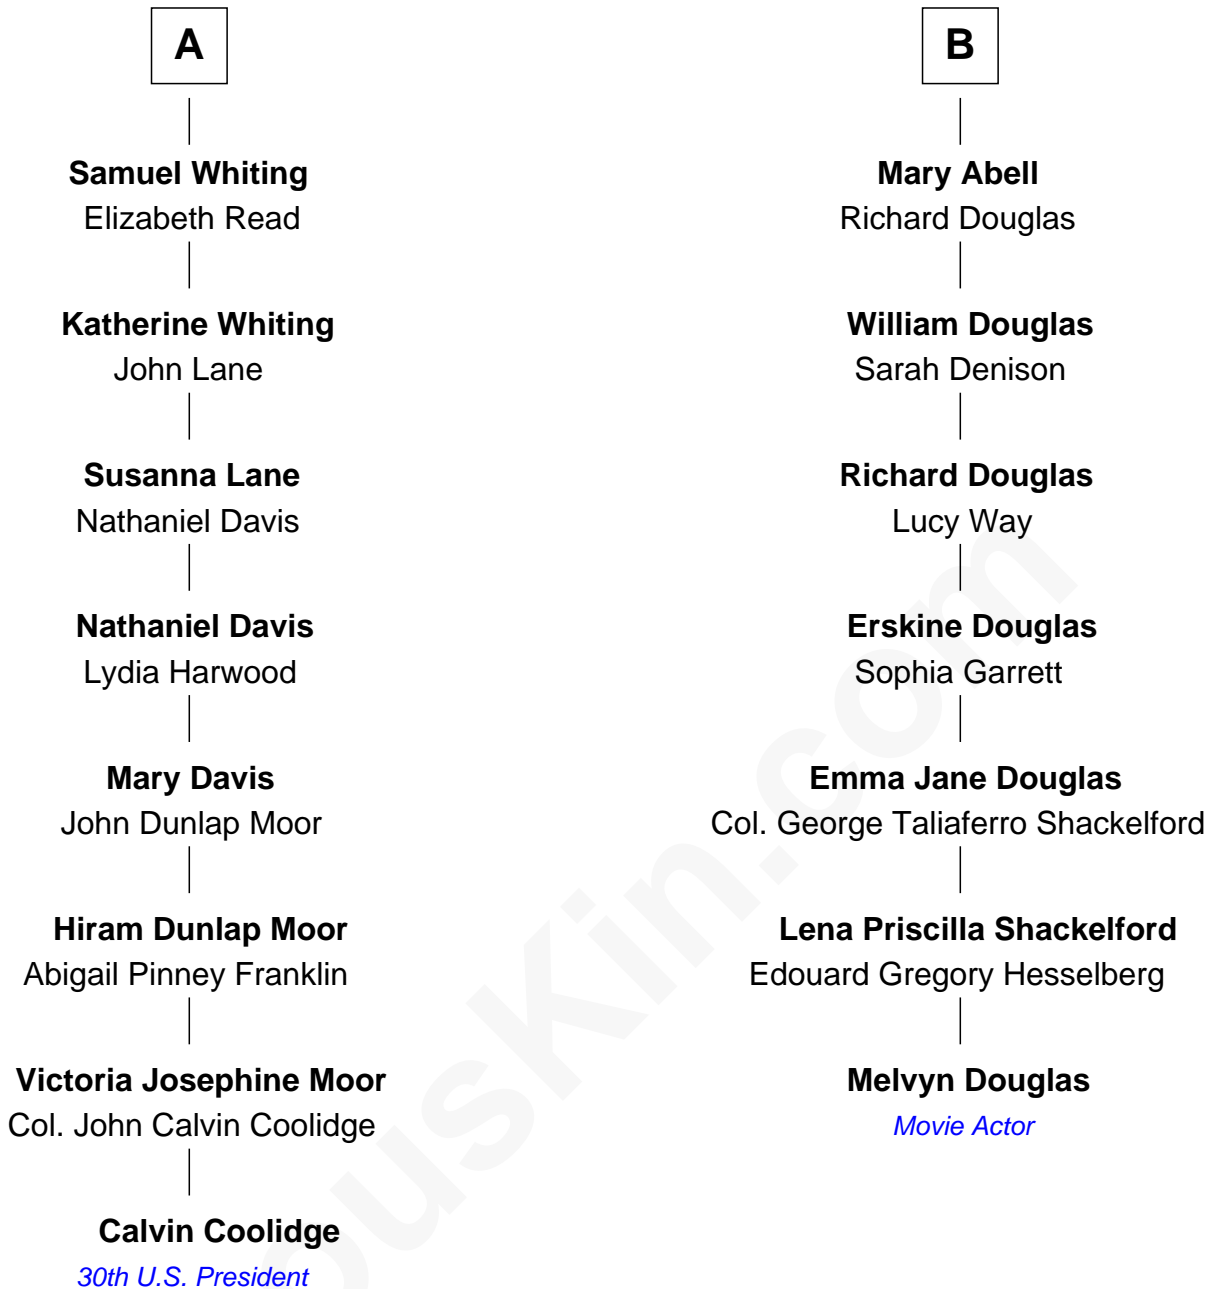 A
Samuel Whiting
Elizabeth Read
Katherine Whiting
John Lane
Susanna Lane
Nathaniel Davis
Nathaniel Davis
Lydia Harwood
Mary Davis
John Dunlap Moor
Hiram Dunlap Moor
Abigail Pinney Franklin
Victoria Josephine Moor
Col. John Calvin Coolidge
Calvin Coolidge
30th U.S. President
B
Mary Abell
Richard Douglas
William Douglas
Sarah Denison
Richard Douglas
Lucy Way
Erskine Douglas
Sophia Garrett
Emma Jane Douglas
Col. George Taliaferro Shackelford
Lena Priscilla Shackelford
Edouard Gregory Hesselberg
Melvyn Douglas
Movie Actor
ousKin.com